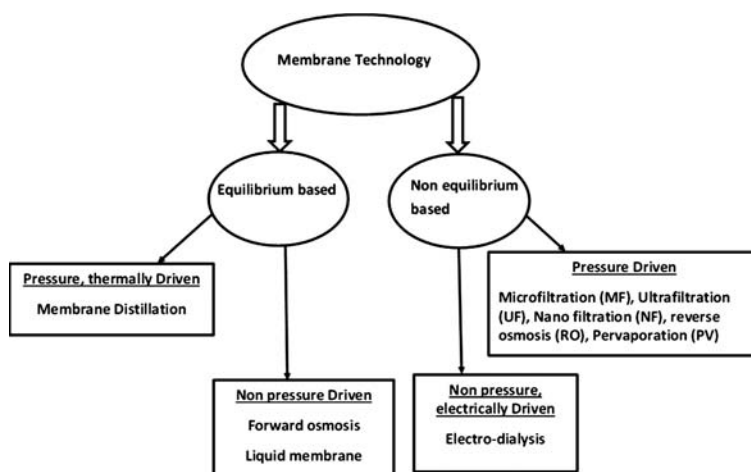 Membrane Technology
Equilibrium based
Non equilibrium
based
Pressure, thermally Driven
Membrane Distillation
Pressure Driven
Microfiltration (MF), Ultrafiltration
(UF), Nano filtration (NF), reverse
osmosis (RO), Pervaporation (PV)
Non pressure Driven
Forward osmosis
Liquid membrane
Non pressure,
electrically Driven
Electro-dialysis